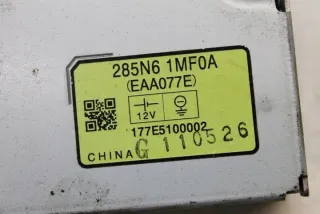 285N6 1MF0A
(EAA077E)
12V
177E5100002
CHINA G 110526